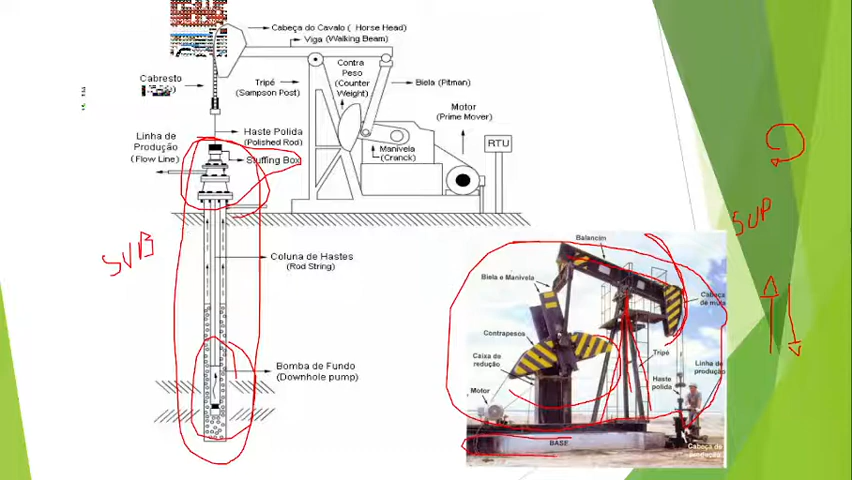 Cabeça do Cavalo ( Horse Head)
Viga (Walking Beam)
Contra
Peso
(Counter
Weight)
Cabresto
Tripé
(Sampson Post)
Biela (Pitman)
Motor
(Prime Mover)
Haste Polida
(Polished Rod)
Linha de
Produção
(Flow Line)
Stuffing Box
Manivela
(Cranck)
RTU
SUB
Coluna de Hastes
(Rod String)
Bomba de Fundo
(Downhole pump)
SUP
Balancim
Biela e Manivela
Cabeça
de mula
Contrapesos
Caixa de
redução
Tripé
Linha de
produção
Haste
polida
Motor
BASE
Cabeça de
produção